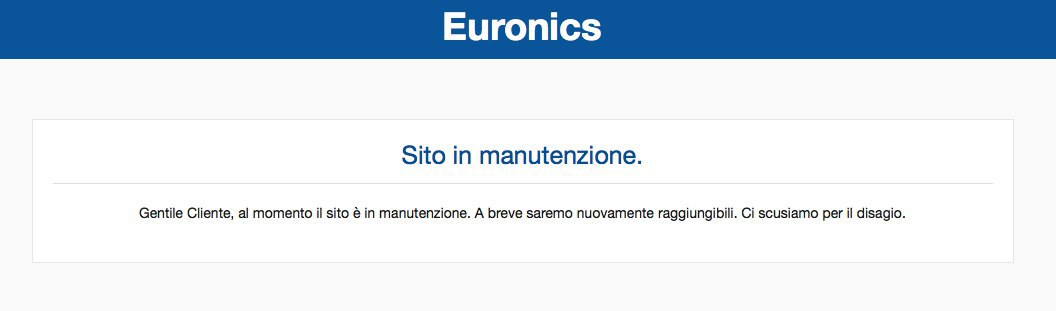 Euronics
Sito in manutenzione.
Gentile Cliente, al momento il sito è in manutenzione. A breve saremo nuovamente raggiungibili. Ci scusiamo per il disagio.